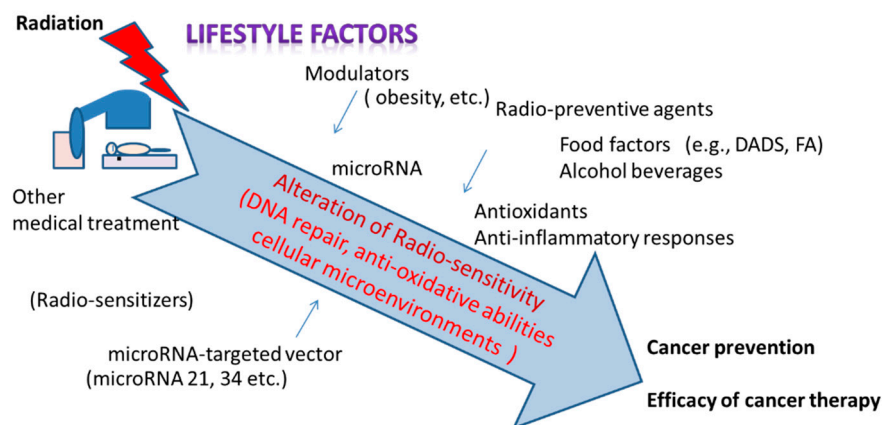 Radiation
LIFESTYLE FACTORS
Modulators
( obesity, etc.)
Radio-preventive agents
Food factors (e.g., DADS, FA)
Alcohol beverages
microRNA
Other
medical treatment
Antioxidants
Anti-inflammatory responses
Alteration of Radio-sensitivity
(DNA repair, anti-oxidative abilities
cellular microenvironments )
(Radio-sensitizers)
microRNA-targeted vector
(microRNA 21, 34 etc.)
Cancer prevention
Efficacy of cancer therapy